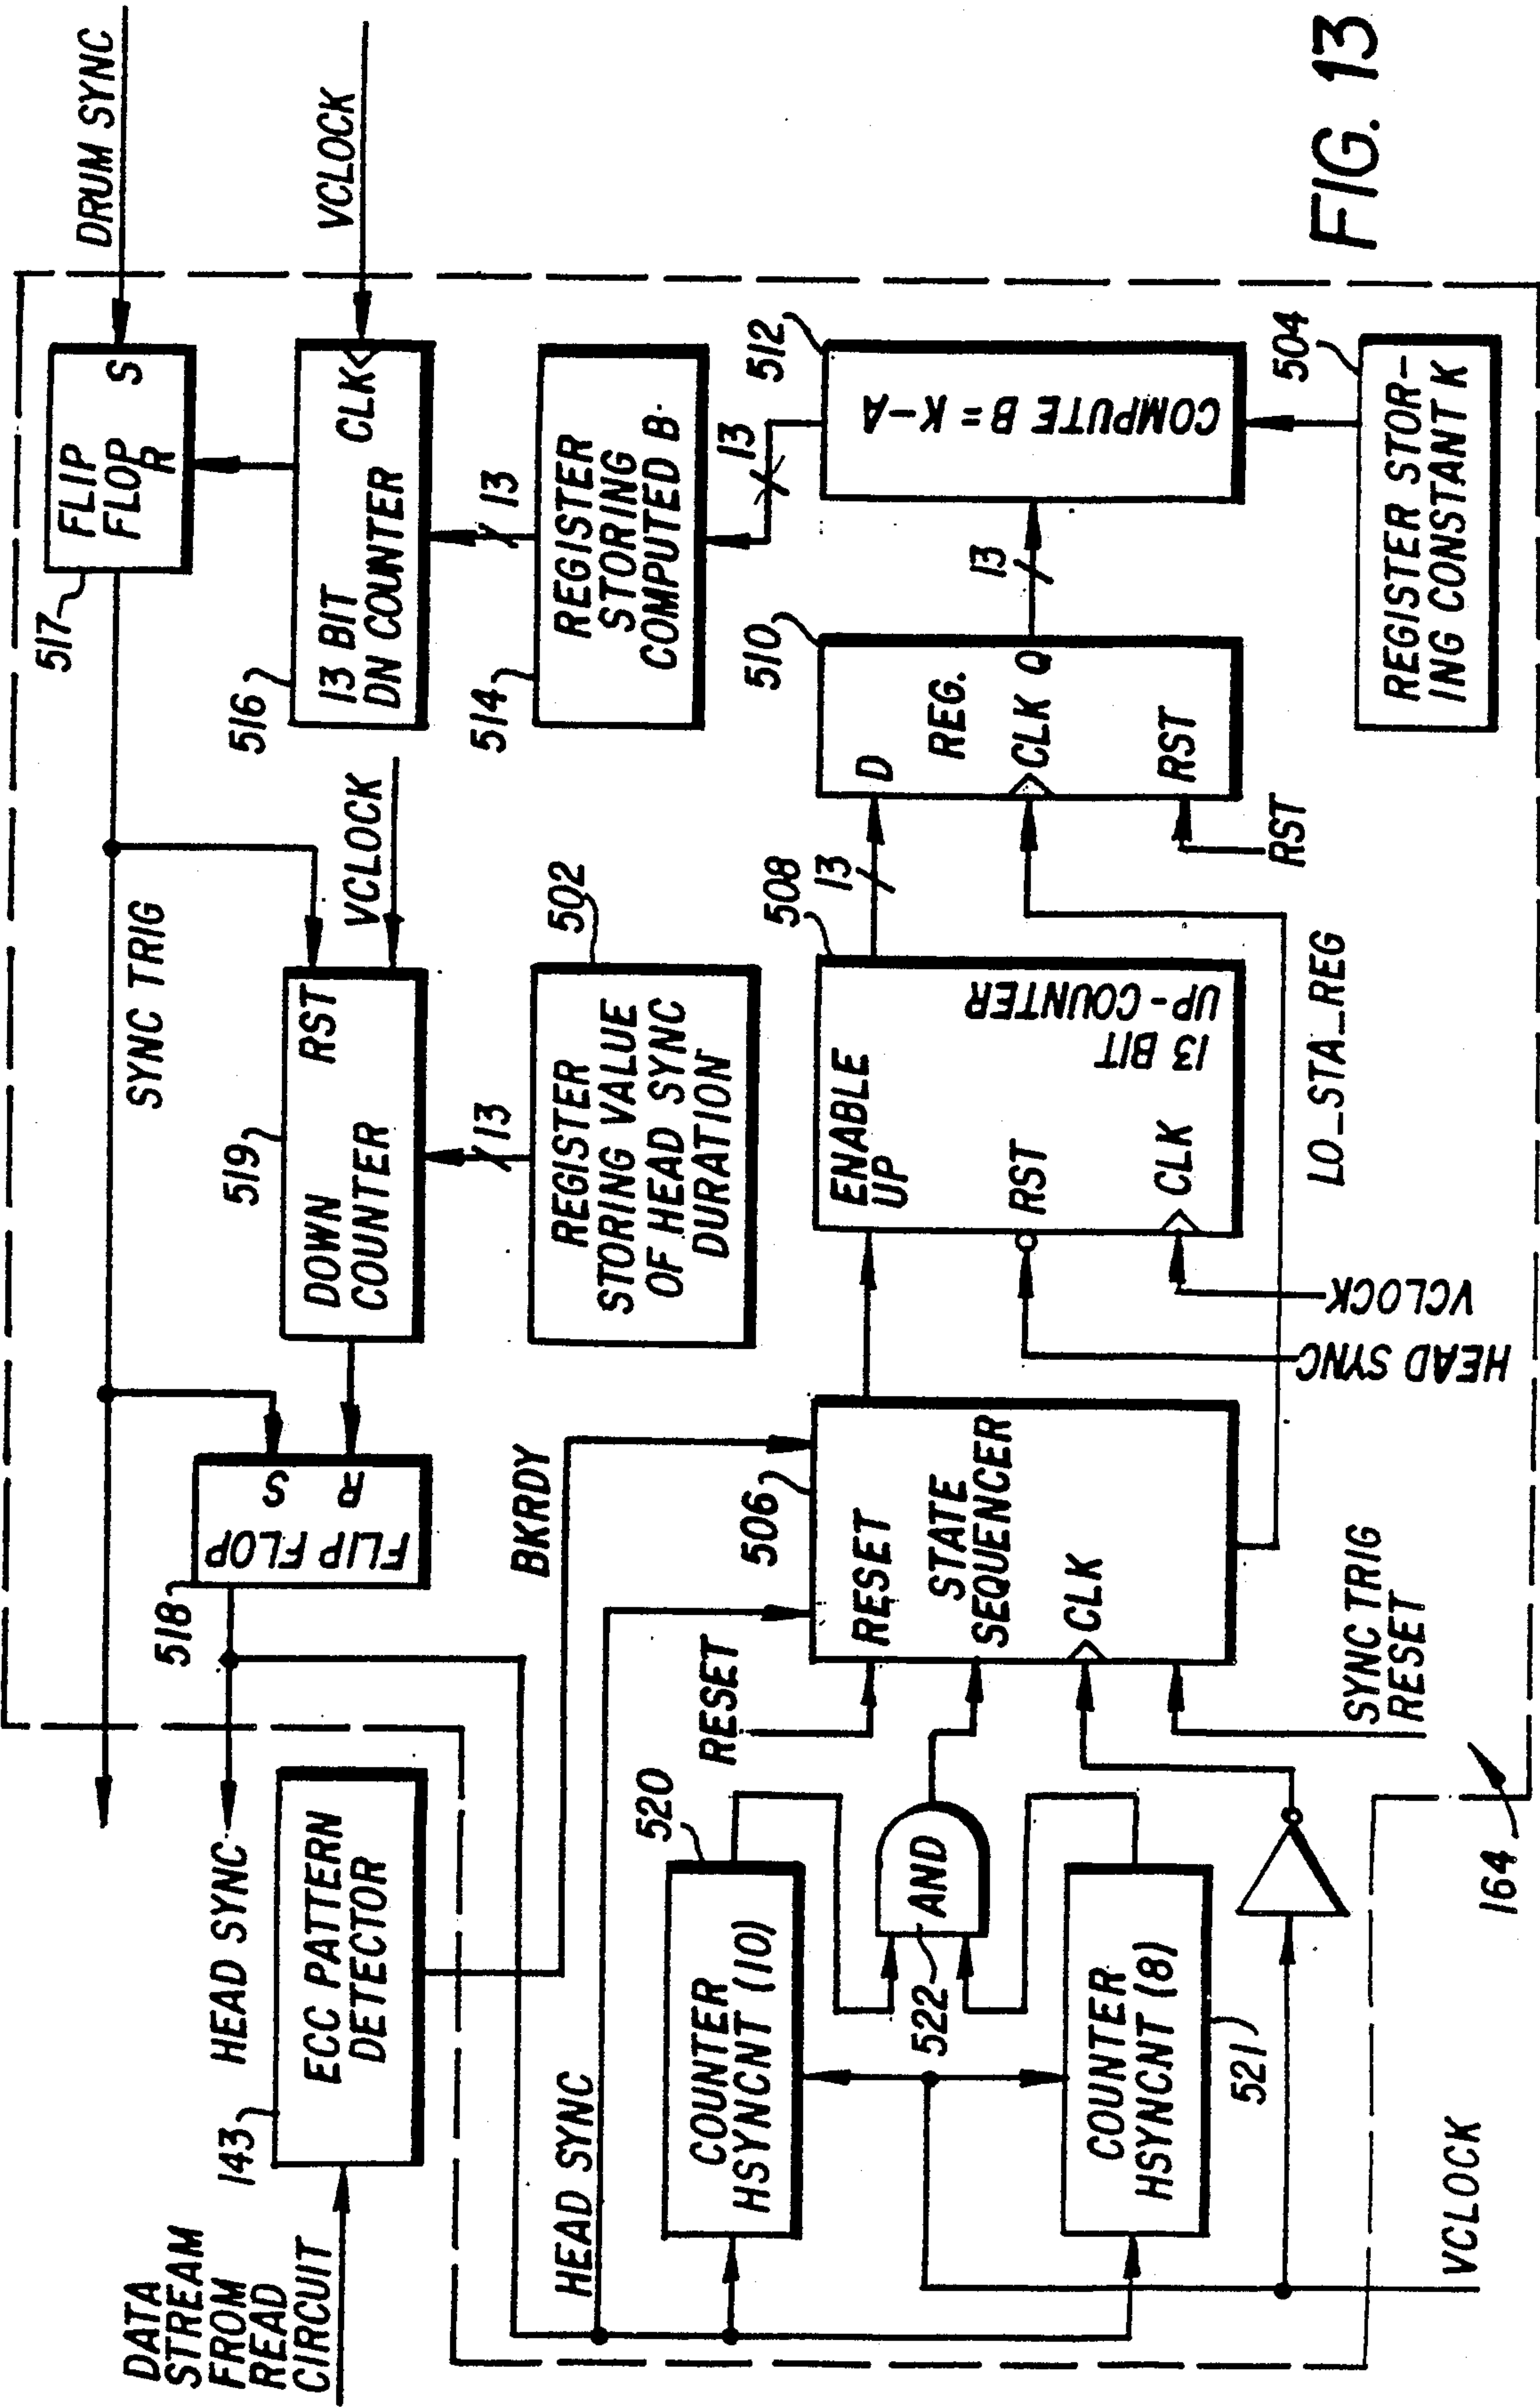 DRUM SYNC
VCLOCK
FIG. 13
517
FLIP
FLOP
S
R
516
13 BIT
DN COUNTER
CLK
13
514
REGISTER
STORING
COMPUTED B
13
512
COMPUTE B = K-A
504
REGISTER STOR-
ING CONSTANT K
SYNC TRIG
VCLOCK
519
DOWN
COUNTER
RST
13
502
REGISTER
STORING VALUE
OF HEAD SYNC
DURATION
510
D
REG.
CLK Q
RST
13
RST
508
13
ENABLE
UP
RST
CLK
13 BIT
UP-COUNTER
LO_STA_REG
VCLOCK
HEAD SYNC
518
FLIP FLOP
S
R
BKRDY
506
RESET
STATE
SEQUENCER
CLK
RESET
SYNC TRIG
RESET
HEAD SYNC
143
ECC PATTERN
DETECTOR
DATA
STREAM
FROM
READ
CIRCUIT
HEAD SYNC
520
COUNTER
HSYNCNT (10)
AND
522
COUNTER
HSYNCNT (8)
521
VCLOCK
164